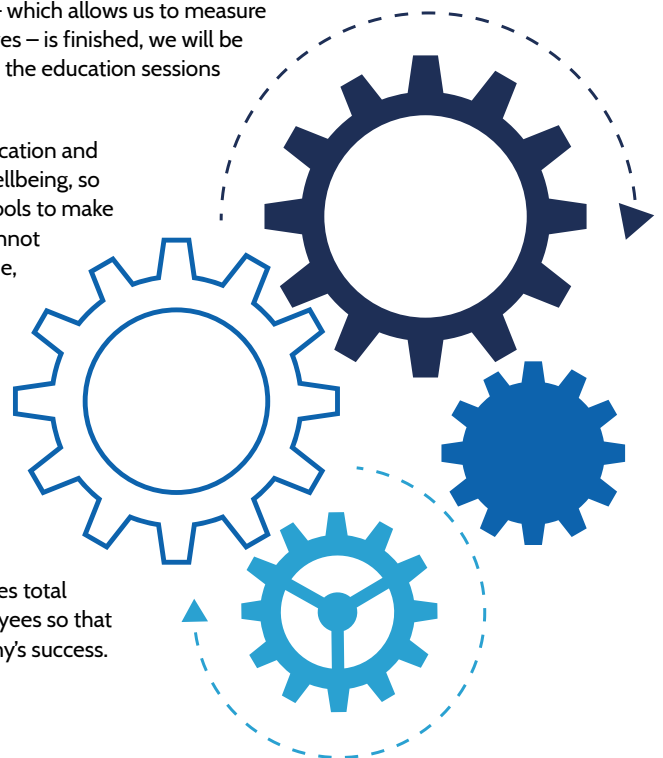 - which allows us to measure
es – is finished, we will be
the education sessions
cation and
ellbeing, so
ools to make
nnot
e,
es total
yees so that
ny's success.